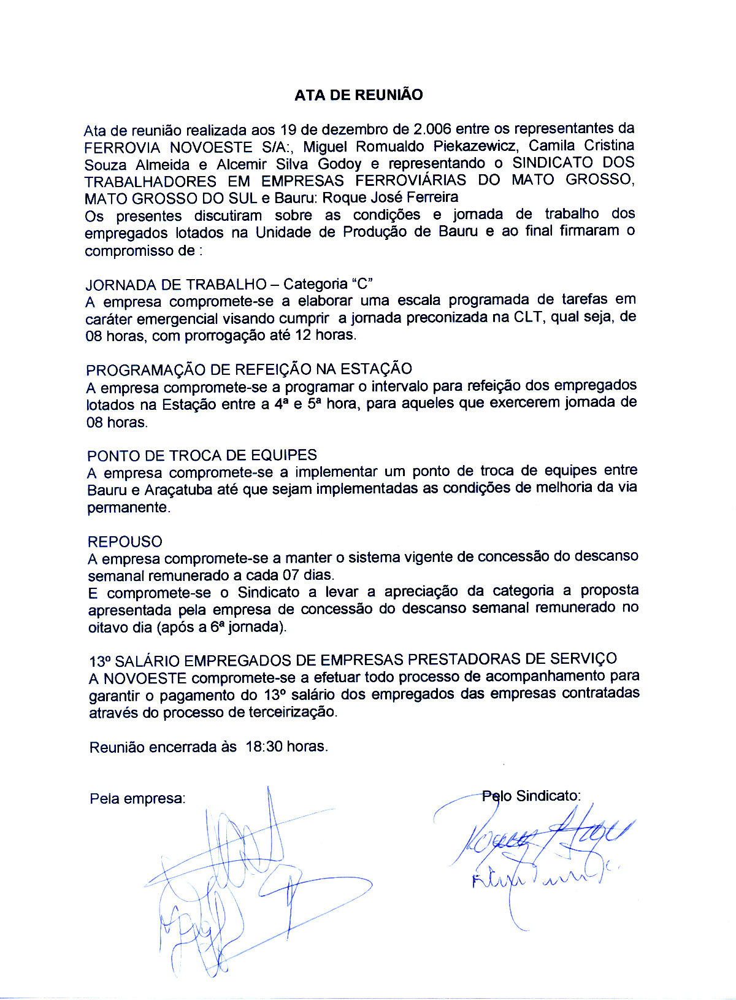 ATA DE REUNIÃO
Ata de reunião realizada aos 19 de dezembro de 2.006 entre os representantes da
FERROVIA NOVOESTE S/A:, Miguel Romualdo Piekazewicz, Camila Cristina
Souza Almeida e Alcemir Silva Godoy e representando o SINDICATO DOS
TRABALHADORES EM EMPRESAS FERROVIÁRIAS DO MATO GROSSO,
MATO GROSSO DO SUL e Bauru: Roque José Ferreira
Os presentes discutiram sobre as condições e jornada de trabalho dos
empregados lotados na Unidade de Produção de Bauru e ao final firmaram o
compromisso de :
JORNADA DE TRABALHO – Categoria “C”
A empresa compromete-se a elaborar uma escala programada de tarefas em
caráter emergencial visando cumprir a jornada preconizada na CLT, qual seja, de
08 horas, com prorrogação até 12 horas.
PROGRAMAÇÃO DE REFEIÇÃO NA ESTAÇÃO
A empresa compromete-se a programar o intervalo para refeição dos empregados
lotados na Estação entre a 4ª e 5ª hora, para aqueles que exercerem jornada de
08 horas.
PONTO DE TROCA DE EQUIPES
A empresa compromete-se a implementar um ponto de troca de equipes entre
Bauru e Araçatuba até que sejam implementadas as condições de melhoria da via
permanente.
REPOUSO
A empresa compromete-se a manter o sistema vigente de concessão do descanso
semanal remunerado a cada 07 dias.
E compromete-se o Sindicato a levar a apreciação da categoria a proposta
apresentada pela empresa de concessão do descanso semanal remunerado no
oitavo dia (após a 6ª jornada).
13º SALÁRIO EMPREGADOS DE EMPRESAS PRESTADORAS DE SERVIÇO
A NOVOESTE compromete-se a efetuar todo processo de acompanhamento para
garantir o pagamento do 13º salário dos empregados das empresas contratadas
através do processo de terceirização.
Reunião encerrada às 18:30 horas.
Pela empresa:
Pelo Sindicato: